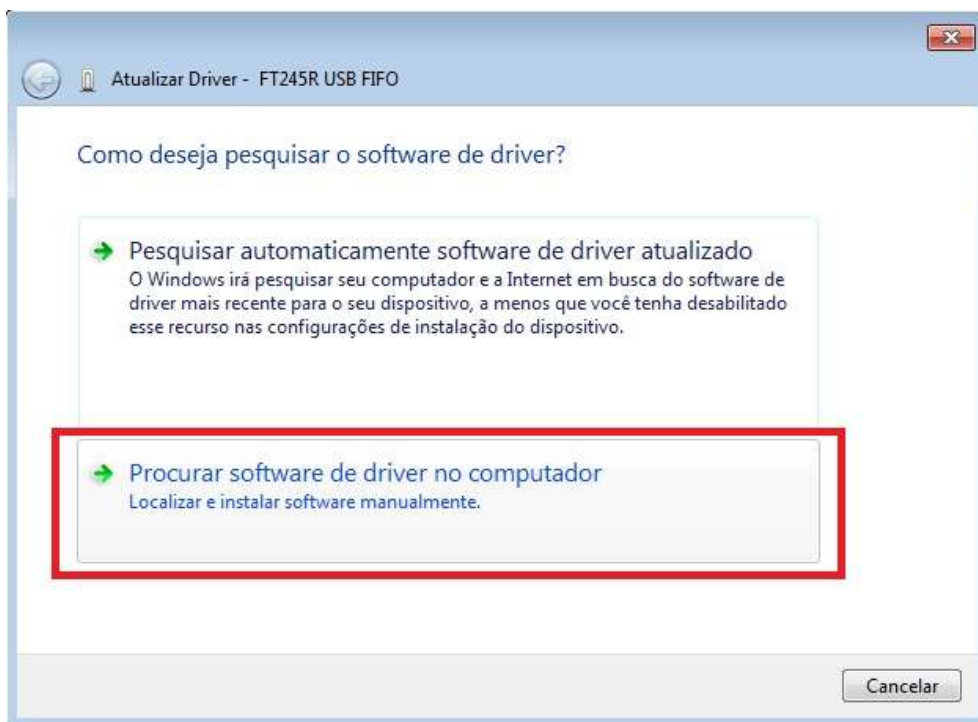 Atualizar Driver - FT245R USB FIFO
Como deseja pesquisar o software de driver?
Pesquisar automaticamente software de driver atualizado
O Windows irá pesquisar seu computador e a Internet em busca do software de
driver mais recente para o seu dispositivo, a menos que você tenha desabilitado
esse recurso nas configurações de instalação do dispositivo.
Procurar software de driver no computador
Localizar e instalar software manualmente.
Cancelar